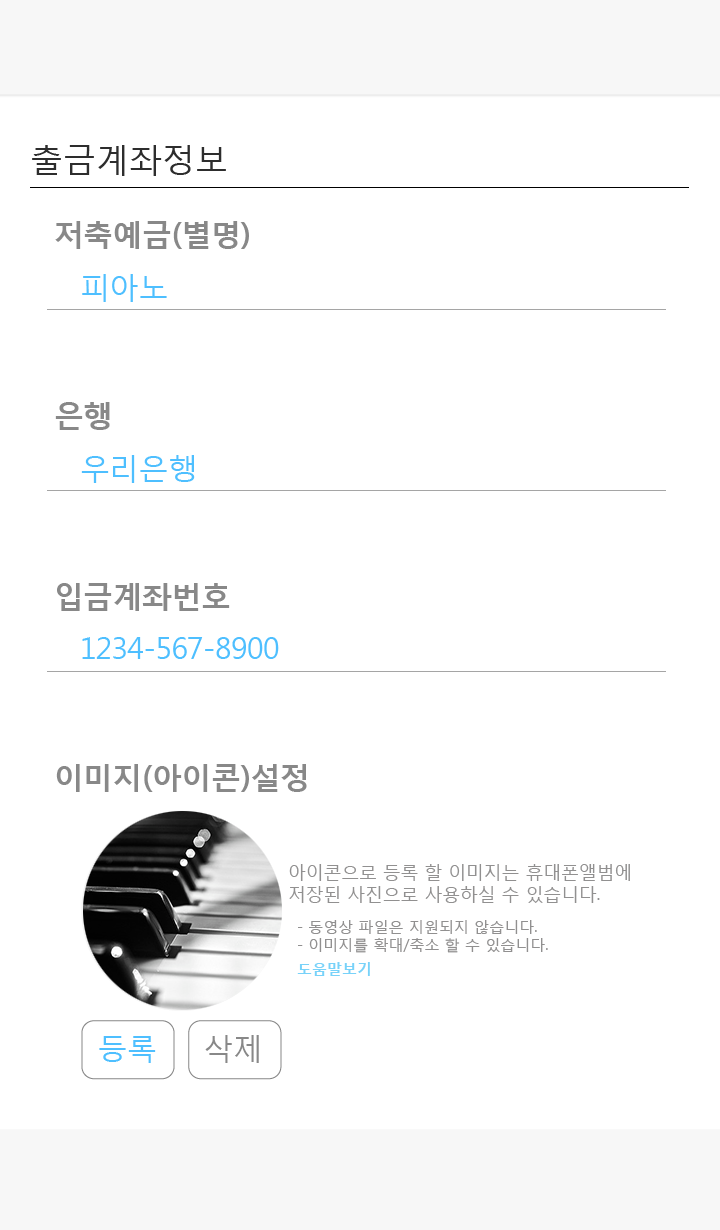 출금계좌정보
저축예금(별명)
피아노
은행
우리은행
입금계좌번호
1234-567-8900
이미지(아이콘)설정
아이콘으로 등록 할 이미지는 휴대폰앨범에
저장된 사진으로 사용하실 수 있습니다.
- 동영상 파일은 지원되지 않습니다.
- 이미지를 확대/축소 할 수 있습니다.
도움말보기
등록 삭제